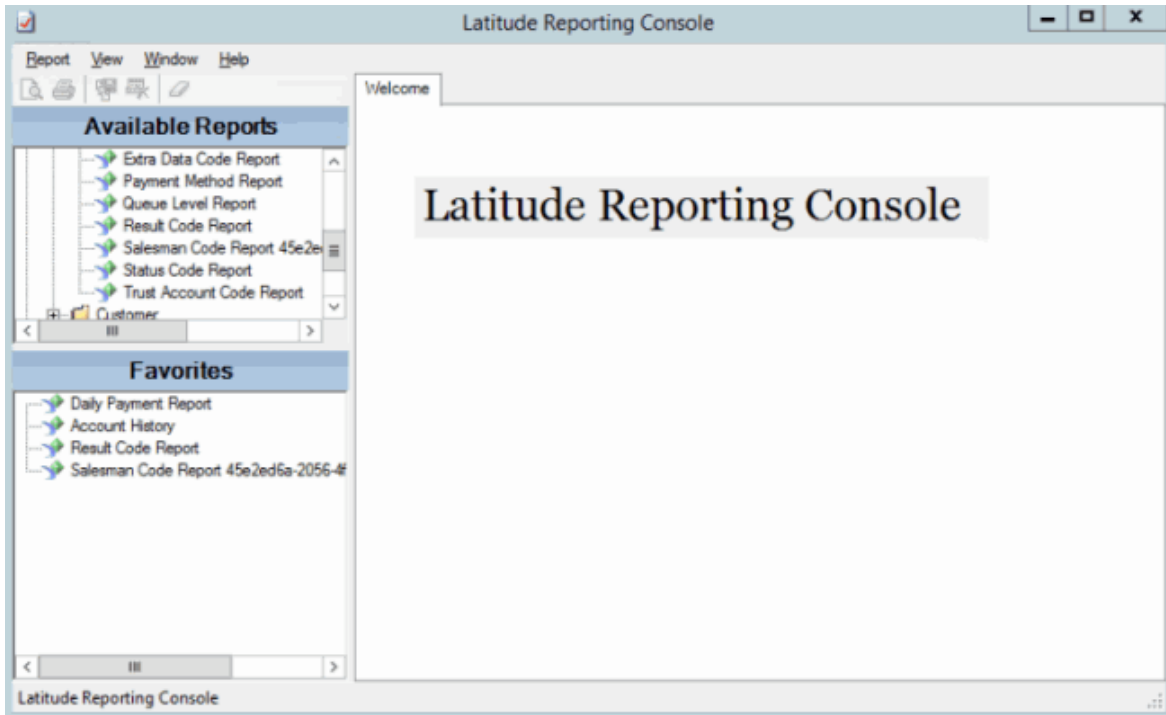 Latitude Reporting Console
Report View Window Help
Welcome
Available Reports
Extra Data Code Report
Payment Method Report
Queue Level Report
Result Code Report
Salesman Code Report 45e2e
Status Code Report
Trust Account Code Report
Customer
Latitude Reporting Console
Favorites
Daily Payment Report
Account History
Result Code Report
Salesman Code Report 45e2ed6a-2056-4
Latitude Reporting Console